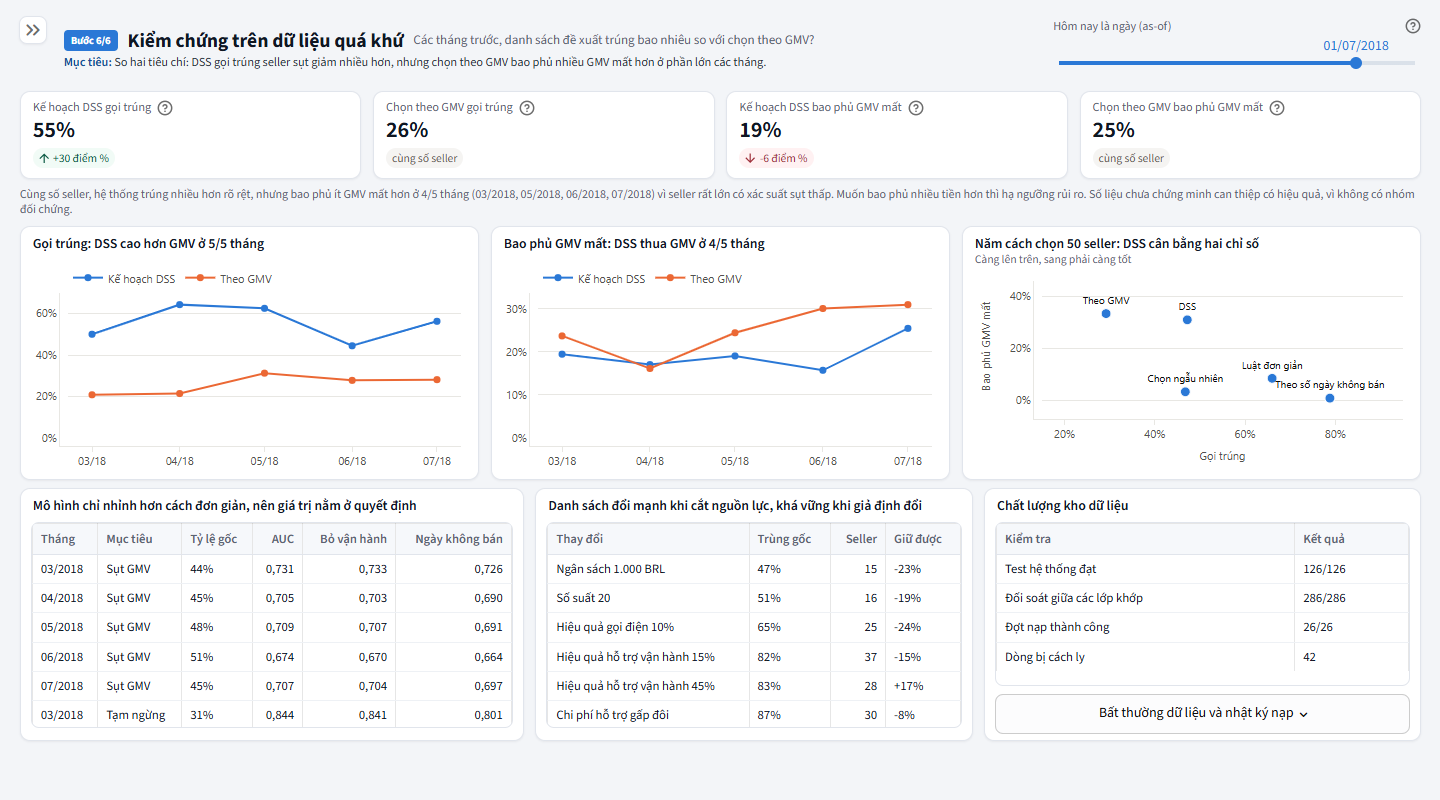 Bước 6/6 Kiểm chứng trên dữ liệu quá khứ Các tháng trước, danh sách đề xuất trúng bao nhiêu so với chọn theo GMV?
Mục tiêu: So hai tiêu chí: DSS gọi trúng seller sụt giảm nhiều hơn, nhưng chọn theo GMV bao phủ nhiều GMV mất hơn ở phần lớn các tháng.
Hôm nay là ngày (as-of)
01/07/2018
Kế hoạch DSS gọi trúng
55%
+30 điểm %
Chọn theo GMV gọi trúng
26%
cùng số seller
Kế hoạch DSS bao phủ GMV mất
19%
-6 điểm %
Chọn theo GMV bao phủ GMV mất
25%
cùng số seller
Cùng số seller, hệ thống trúng nhiều hơn rõ rệt, nhưng bao phủ ít GMV mất hơn ở 4/5 tháng (03/2018, 05/2018, 06/2018, 07/2018) vì seller rất lớn có xác suất sụt thấp. Muốn bao phủ nhiều tiền hơn thì hạ ngưỡng rủi ro. Số liệu chưa chứng minh can thiệp có hiệu quả, vì không có nhóm
đối chứng.
Gọi trúng: DSS cao hơn GMV ở 5/5 tháng
Kế hoạch DSS Theo GMV
60%
40%
20%
0%
03/18 04/18 05/18 06/18 07/18
Bao phủ GMV mất: DSS thua GMV ở 4/5 tháng
Kế hoạch DSS Theo GMV
30%
20%
10%
0%
03/18 04/18 05/18 06/18 07/18
Năm cách chọn 50 seller: DSS cân bằng hai chỉ số
Càng lên trên, sang phải càng tốt
Bao phủ GMV mất
40%
20%
0%
Theo GMV
DSS
Luật đơn giản
Chọn ngẫu nhiên
Theo số ngày không bán
20% 40% 60% 80%
Gọi trúng
Mô hình chỉ nhỉnh hơn cách đơn giản, nên giá trị nằm ở quyết định
Tháng Mục tiêu Tỷ lệ gốc AUC Bỏ vận hành Ngày không bán
03/2018 Sụt GMV 44% 0,731 0,733 0,726
04/2018 Sụt GMV 45% 0,705 0,703 0,690
05/2018 Sụt GMV 48% 0,709 0,707 0,691
06/2018 Sụt GMV 51% 0,674 0,670 0,664
07/2018 Sụt GMV 45% 0,707 0,704 0,697
03/2018 Tạm ngừng 31% 0,844 0,841 0,801
Danh sách đổi mạnh khi cắt nguồn lực, khá vững khi giả định đổi
Thay đổi Trùng gốc Seller Giữ được
Ngân sách 1.000 BRL 47% 15 -23%
Số suất 20 51% 16 -19%
Hiệu quả gọi điện 10% 65% 25 -24%
Hiệu quả hỗ trợ vận hành 15% 82% 37 -15%
Hiệu quả hỗ trợ vận hành 45% 83% 28 +17%
Chi phí hỗ trợ gấp đôi 87% 30 -8%
Chất lượng kho dữ liệu
Kiểm tra Kết quả
Test hệ thống đạt 126/126
Đối soát giữa các lớp khớp 286/286
Đợt nạp thành công 26/26
Dòng bị cách ly 42
Bất thường dữ liệu và nhật ký nạp